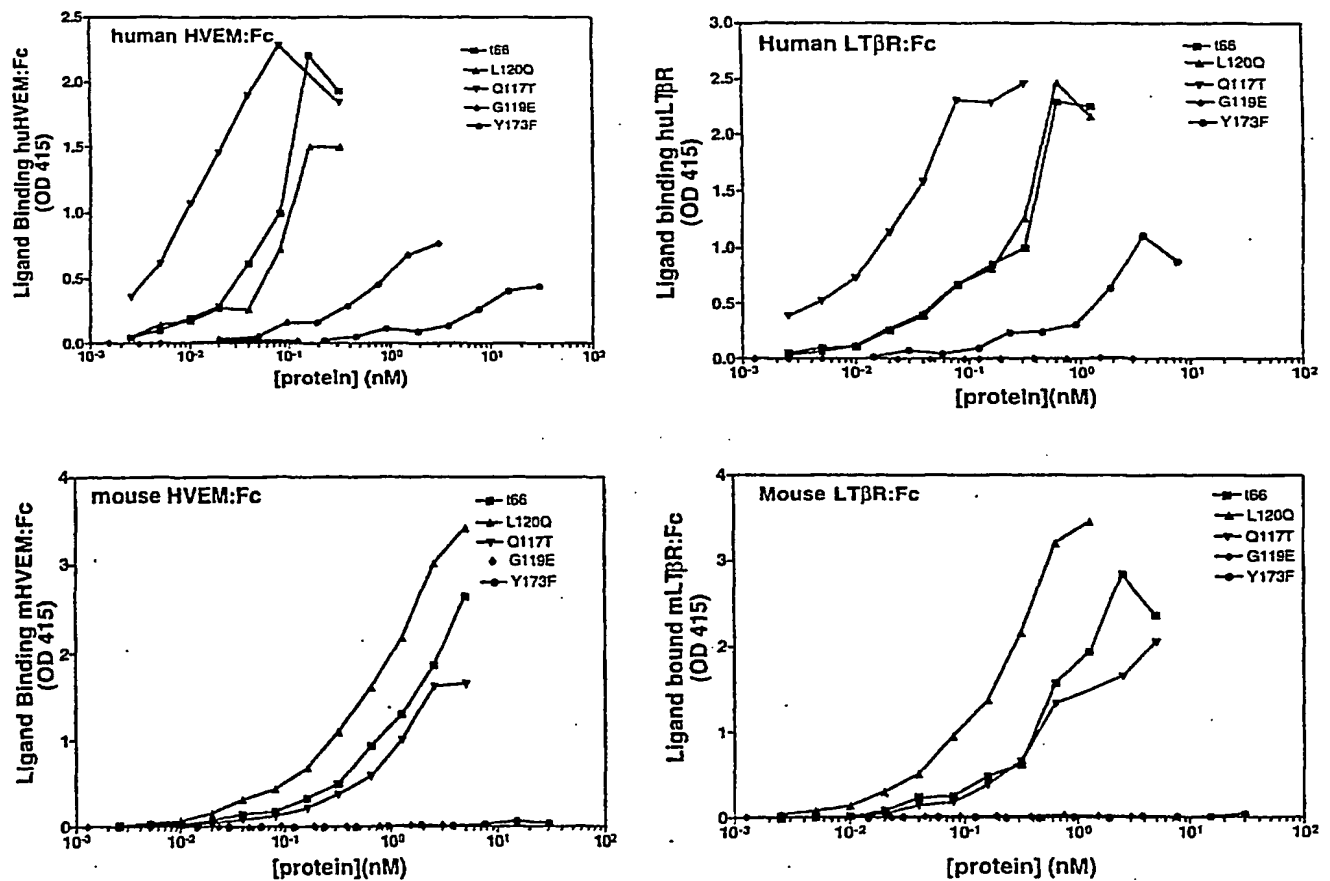 human HVEM:Fc
t66
L120Q
Q117T
G119E
Y173F
Ligand Binding huHVEM:Fc
(OD 415)
2.5
2.0
1.5
1.0
0.5
0.0
10-3
10-2
10-1
100
101
102
[protein] (nM)
Human LTβR:Fc
t66
L120Q
Q117T
G119E
Y173F
Ligand binding huLTβR
(OD 415)
3.0
2.5
2.0
1.5
1.0
0.5
0.0
10-3
10-2
10-1
100
101
102
[protein](nM)
mouse HVEM:Fc
t66
L120Q
Q117T
G119E
Y173F
Ligand Binding mHVEM:Fc
(OD 415)
4
3
2
1
0
10-3
10-2
10-1
100
101
102
[protein](nM)
Mouse LTβR:Fc
t66
L120Q
Q117T
G119E
Y173F
Ligand bound mLTβR:Fc
(OD 415)
4
3
2
1
0
10-3
10-2
10-1
100
101
102
[protein] (nM)